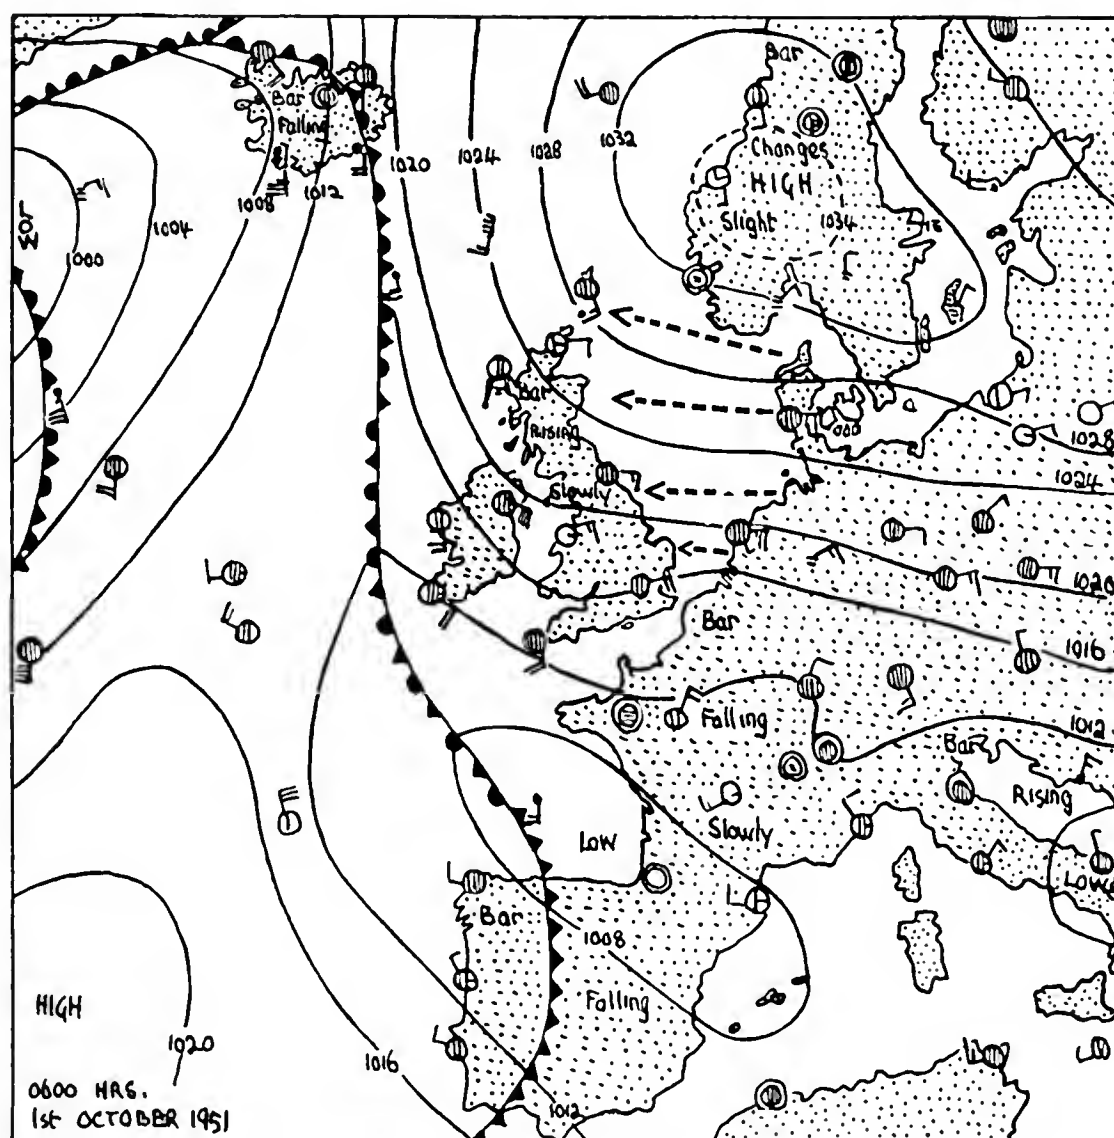 Bar
Bar
Falling
1032
1028
1024
1020
1012
1008
1004
1000
Changes
HIGH
Slight
1034
Bar
Rising
Slowly
1028
1024
1020
1016
1012
Bar
Falling
Slowly
Bar
Rising
Low
LOW
Bar
Falling
1008
HIGH
1020
1016
1012
0600 HRS.
1st OCTOBER 1951